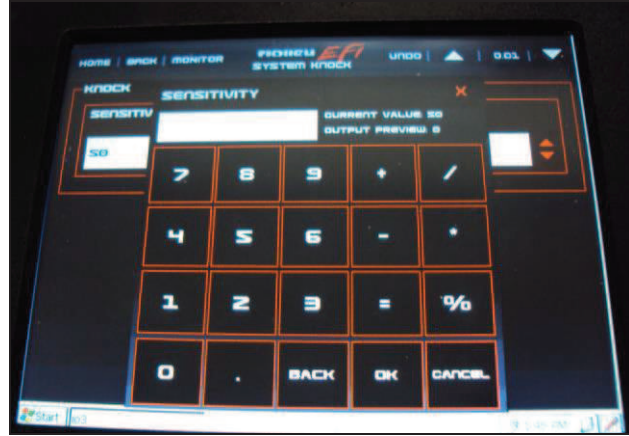 HOME | BACK | MONITOR EFI UNDO | 0.01 |
SYSTEM KNOCK
KNOCK
SENSITIVITY X
SENSITIV CURRENT VALUE: 50
OUTPUT PREVIEW: 0
50
7 8 9 + /
4 5 6 - *
1 2 3 = %
0 . BACK OK CANCEL
Start